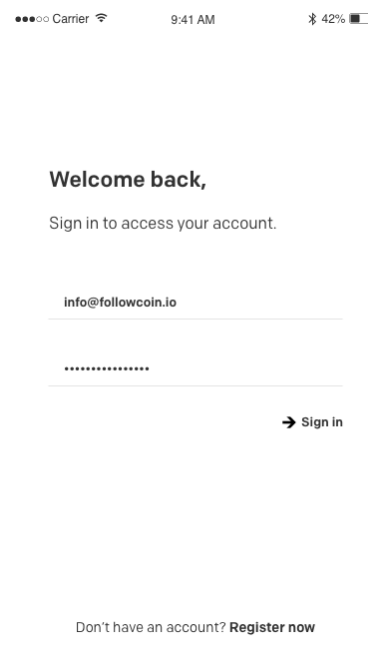 ●●●○○ Carrier 9:41 AM 42%
Welcome back,
Sign in to access your account.
info@followcoin.io
••••••••••••••••
→ Sign in
Don't have an account? Register now